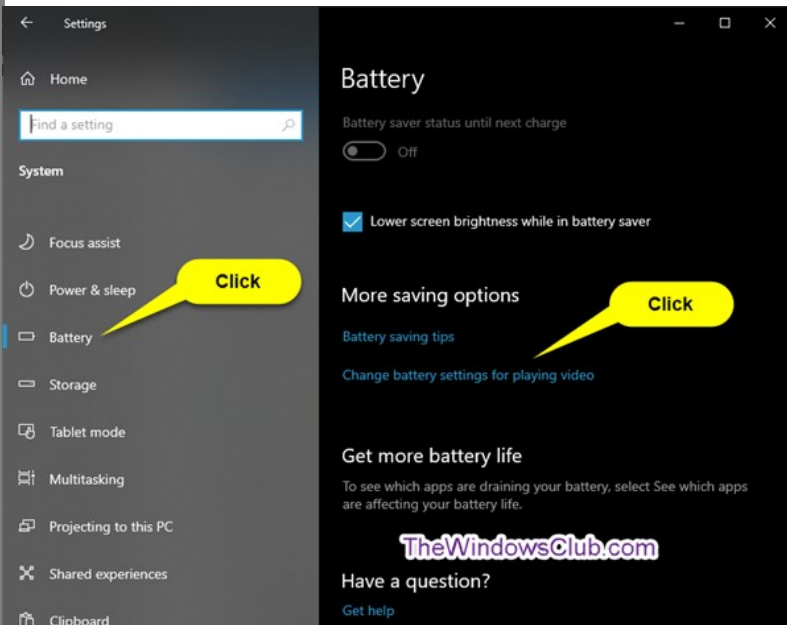 Settings
Home
Find a setting
System
Focus assist
Power & sleep
Click
Battery
Storage
Tablet mode
Multitasking
Projecting to this PC
Shared experiences
Clipboard
Battery
Battery saver status until next charge
Off
Lower screen brightness while in battery saver
More saving options
Click
Battery saving tips
Change battery settings for playing video
Get more battery life
To see which apps are draining your battery, select See which apps
are affecting your battery life.
TheWindowsClub.com
Have a question?
Get help